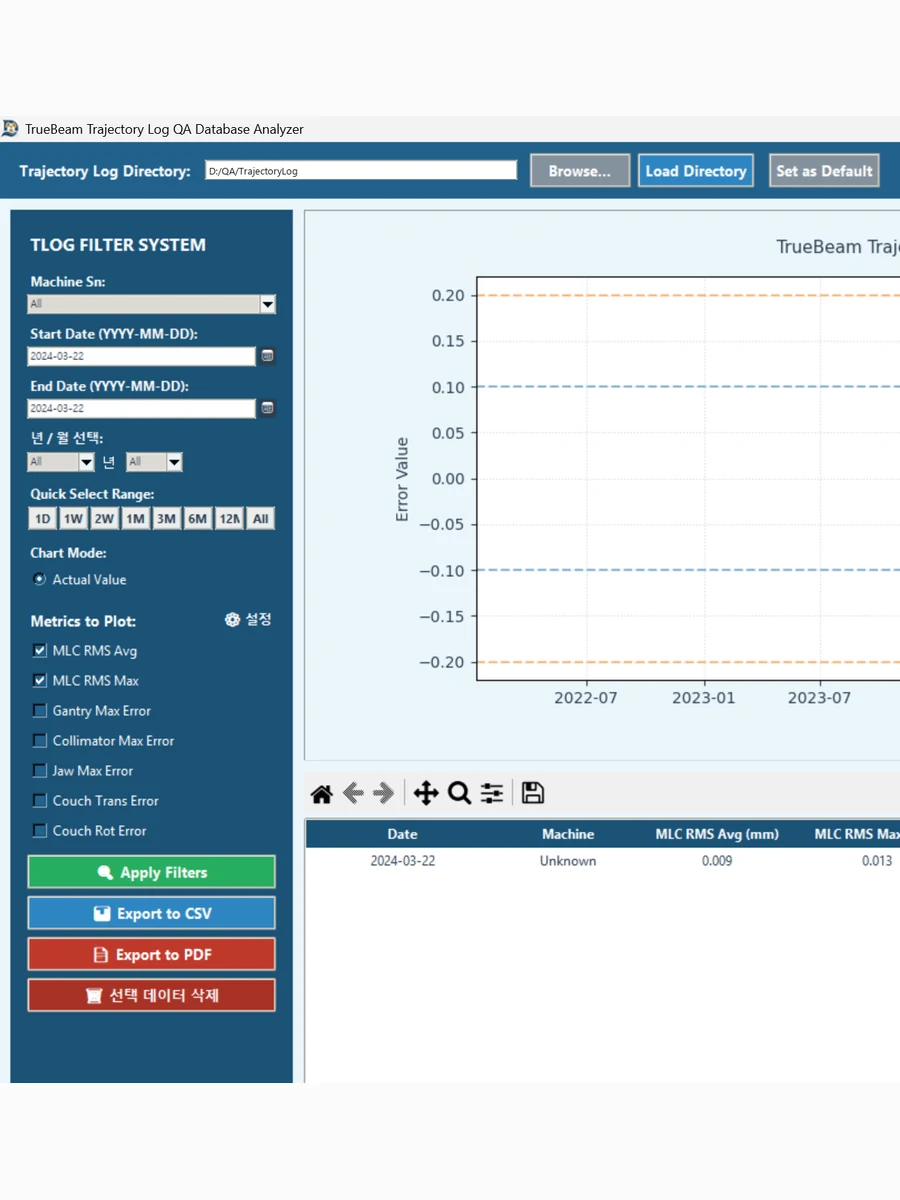 TrueBeam Trajectory Log QA Database Analyzer
Trajectory Log Directory: D:/QA/TrajectoryLog Browse... Load Directory Set as Default
TLOG FILTER SYSTEM
Machine Sn:
All
Start Date (YYYY-MM-DD):
2024-03-22
End Date (YYYY-MM-DD):
2024-03-22
년 / 월 선택:
All 년 All
Quick Select Range:
1D 1W 2W 1M 3M 6M 12M All
Chart Mode:
Actual Value
Metrics to Plot: 설정
MLC RMS Avg
MLC RMS Max
Gantry Max Error
Collimator Max Error
Jaw Max Error
Couch Trans Error
Couch Rot Error
Apply Filters
Export to CSV
Export to PDF
선택 데이터 삭제
TrueBeam Traje
Error Value
0.20
0.15
0.10
0.05
0.00
−0.05
−0.10
−0.15
−0.20
2022-07 2023-01 2023-07
Date Machine MLC RMS Avg (mm) MLC RMS Max
2024-03-22 Unknown 0.009 0.013